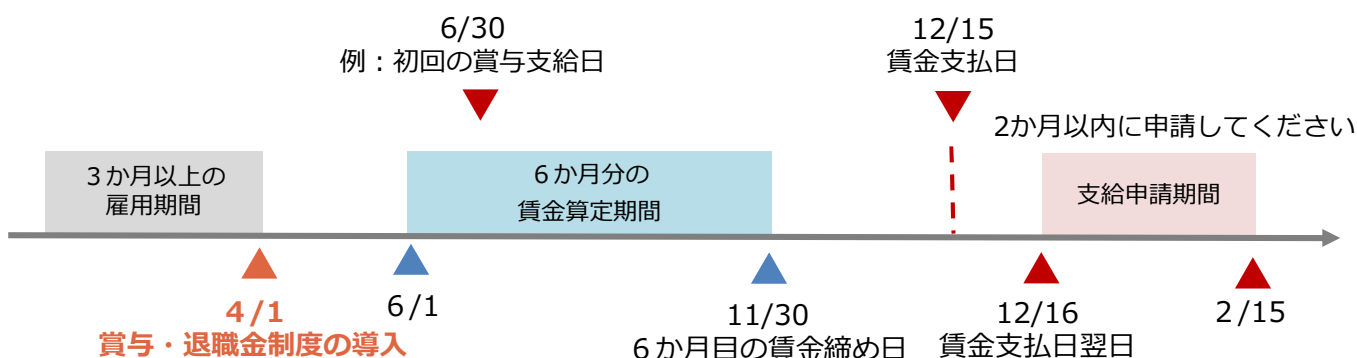 6/30
例：初回の賞与支給日
12/15
賃金支払日
2か月以内に申請してください
３か月以上の
雇用期間
６か月分の
賃金算定期間
支給申請期間
４/1
賞与・退職金制度の導入
６/1
11/30
６か月目の賃金締め日
12/16
賃金支払日翌日
２/15